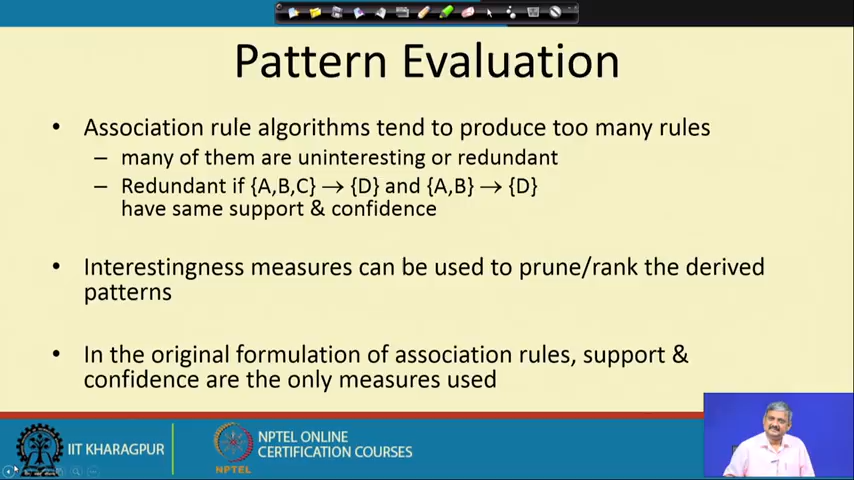 Pattern Evaluation
• Association rule algorithms tend to produce too many rules
– many of them are uninteresting or redundant
– Redundant if {A,B,C} → {D} and {A,B} → {D}
have same support & confidence
• Interestingness measures can be used to prune/rank the derived
patterns
• In the original formulation of association rules, support &
confidence are the only measures used
IIT KHARAGPUR
NPTEL
NPTEL ONLINE
CERTIFICATION COURSES